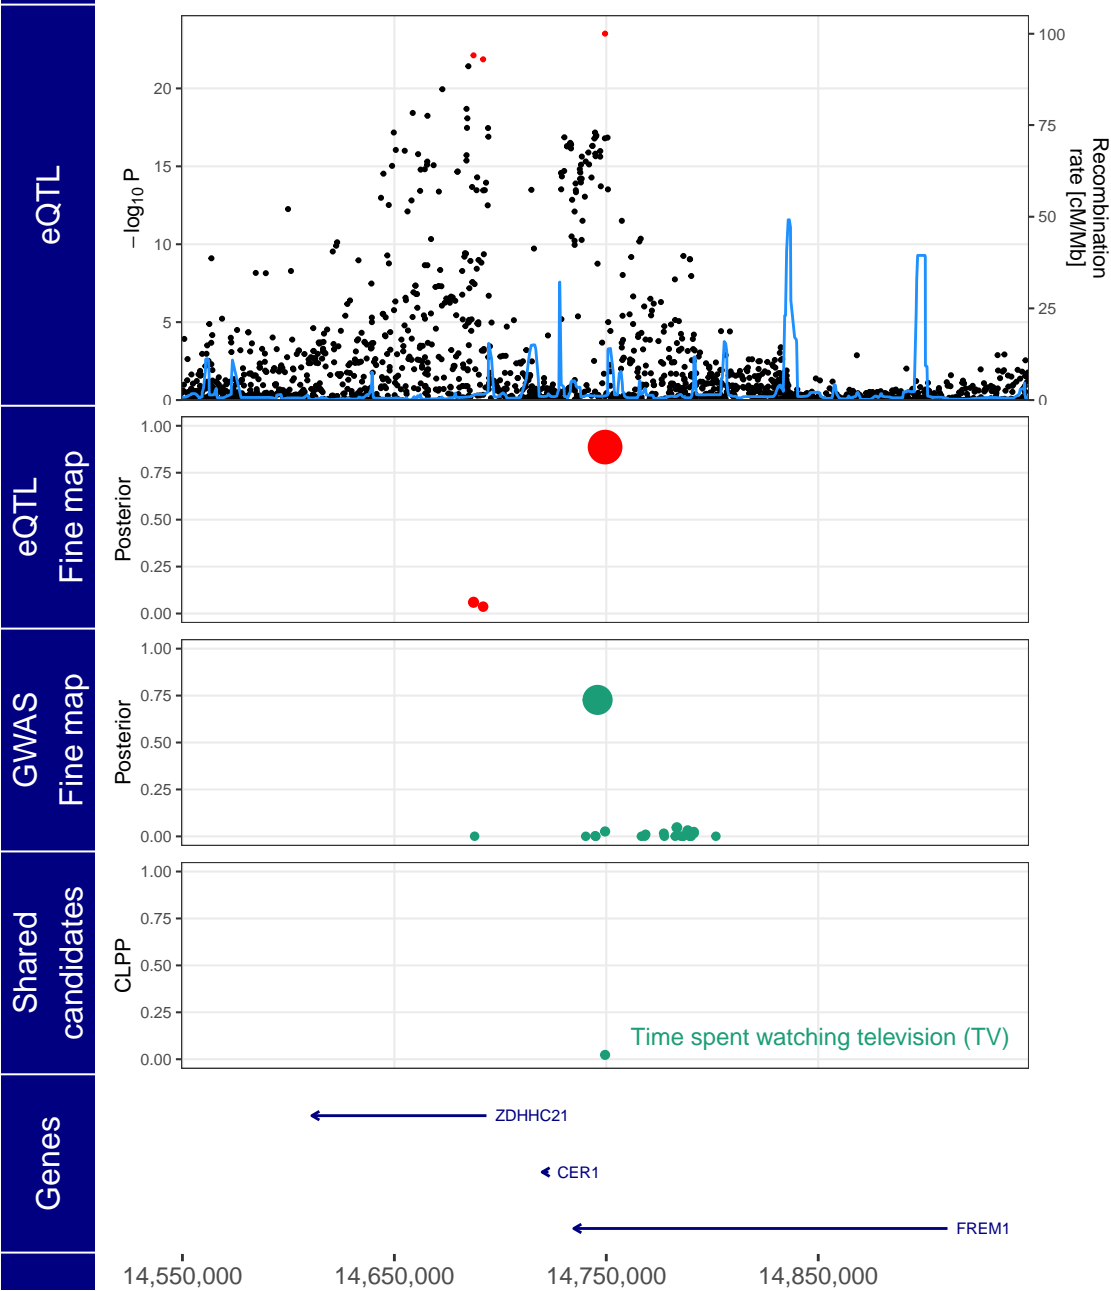 eQTL
−log10 P
20
15
10
5
0
100
75
50
25
0
Recombination
rate [cM/Mb]
eQTL
Fine map
Posterior
1.00
0.75
0.50
0.25
0.00
GWAS
Fine map
Posterior
1.00
0.75
0.50
0.25
0.00
Shared
candidates
CLPP
1.00
0.75
0.50
0.25
0.00
Time spent watching television (TV)
Genes
ZDHHC21
CER1
FREM1
14,550,000 14,650,000 14,750,000 14,850,000